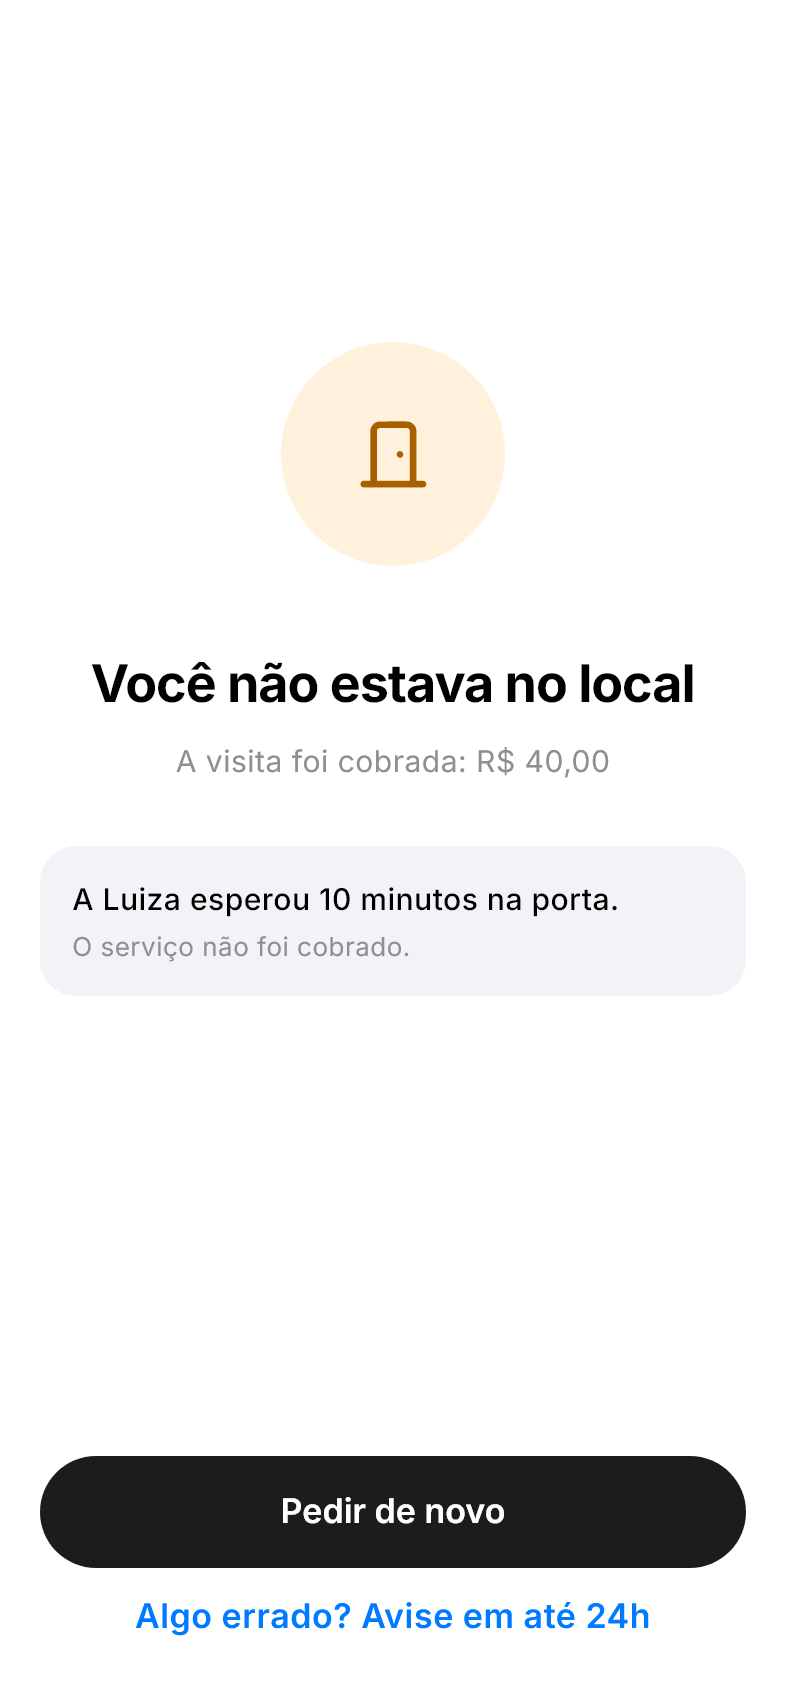 Você não estava no local
A visita foi cobrada: R$ 40,00
A Luiza esperou 10 minutos na porta.
O serviço não foi cobrado.
Pedir de novo
Algo errado? Avise em até 24h